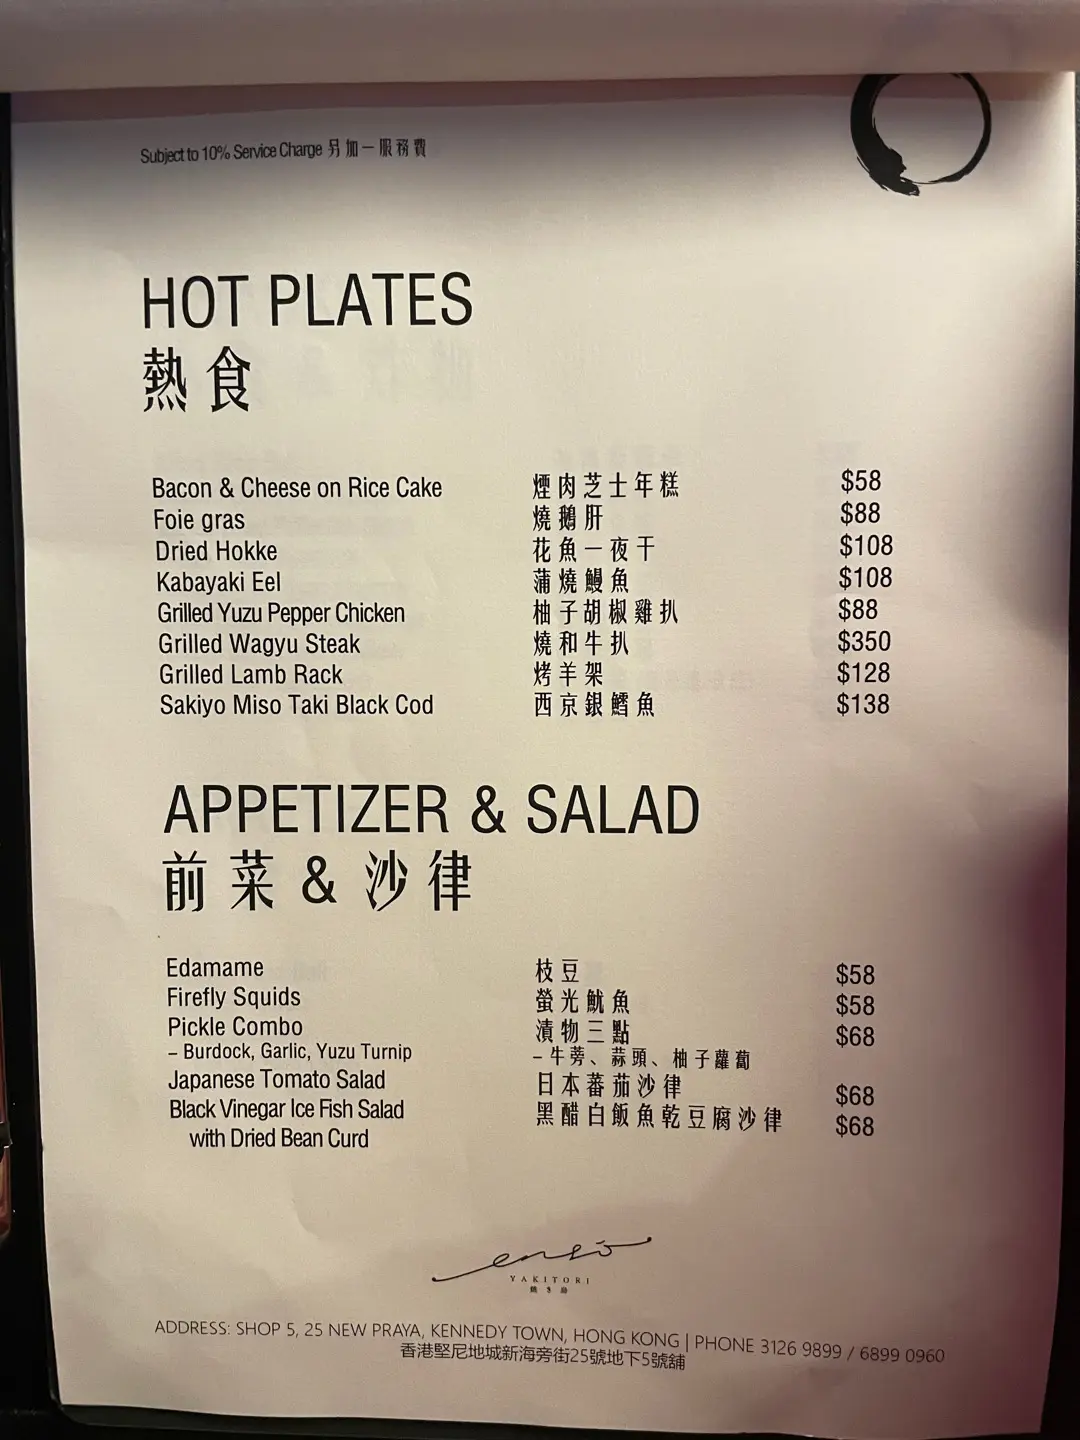 Subject to 10% Service Charge 另加一服務費
HOT PLATES
熱食
Bacon & Cheese on Rice Cake 煙肉芝士年糕 $58
Foie gras 燒鵝肝 $88
Dried Hokke 花魚一夜干 $108
Kabayaki Eel 蒲燒鰻魚 $108
Grilled Yuzu Pepper Chicken 柚子胡椒雞扒 $88
Grilled Wagyu Steak 燒和牛扒 $350
Grilled Lamb Rack 烤羊架 $128
Sakiyo Miso Taki Black Cod 西京銀鱈魚 $138
APPETIZER & SALAD
前菜 & 沙律
Edamame 枝豆 $58
Firefly Squids 螢光魷魚 $58
Pickle Combo 漬物三點 $68
– Burdock, Garlic, Yuzu Turnip – 牛蒡、蒜頭、柚子蘿蔔
Japanese Tomato Salad 日本蕃茄沙律 $68
Black Vinegar Ice Fish Salad 黑醋白飯魚乾豆腐沙律 $68
with Dried Bean Curd
ensō
YAKITORI
焼き鳥
ADDRESS: SHOP 5, 25 NEW PRAYA, KENNEDY TOWN, HONG KONG | PHONE 3126 9899 / 6899 0960
香港堅尼地城新海旁街25號地下5號舖